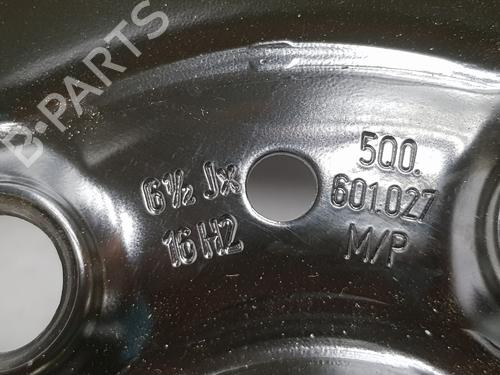 B-PARTS
6½ Jx
16 H2
5Q0.
601.027
M/P